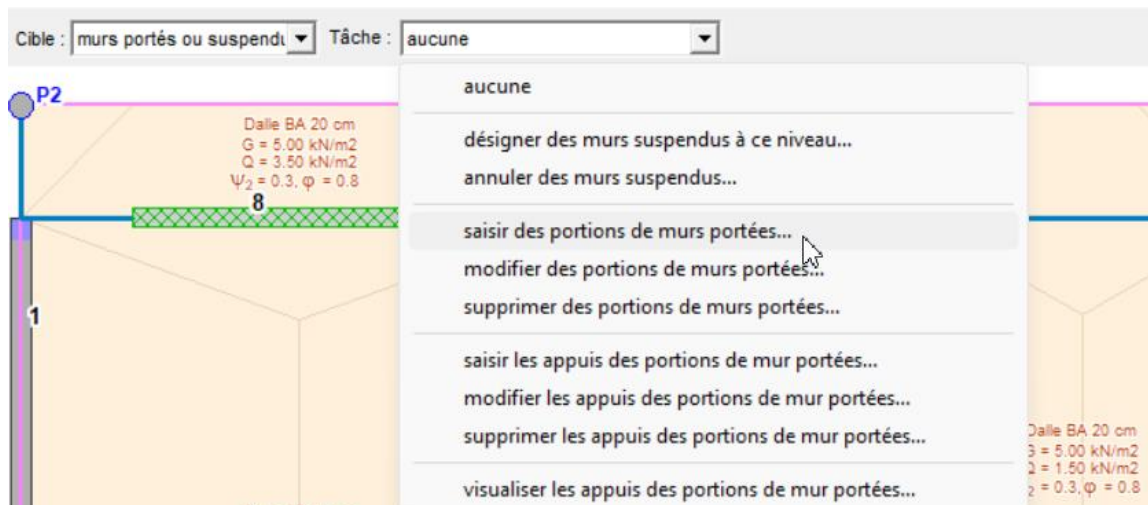 Cible : murs portés ou suspendu Tâche : aucune
aucune
P2
Dalle BA 20 cm
G = 5.00 kN/m2
Q = 3.50 kN/m2
Ψ2 = 0.3, φ = 0.8
8
désigner des murs suspendus à ce niveau...
annuler des murs suspendus...
saisir des portions de murs portées...
modifier des portions de murs portées...
supprimer des portions de murs portées...
1
saisir les appuis des portions de mur portées...
modifier les appuis des portions de mur portées...
supprimer les appuis des portions de mur portées...
visualiser les appuis des portions de mur portées...
Dalle BA 20 cm
G = 5.00 kN/m2
Q = 1.50 kN/m2
2 = 0.3, φ = 0.8